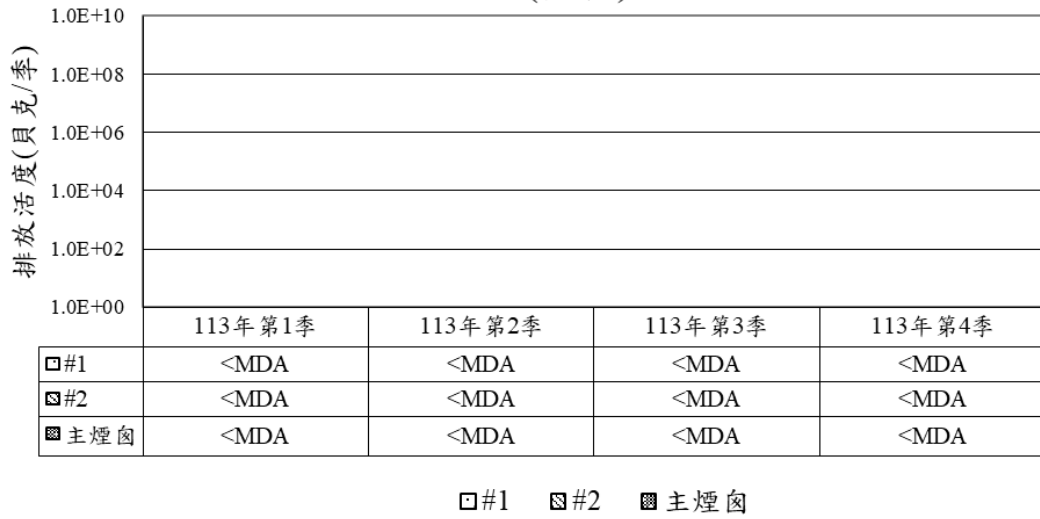 1.0E+10
1.0E+08
1.0E+06
1.0E+04
1.0E+02
1.0E+00
排放活度(貝克/季)
113年第1季 113年第2季 113年第3季 113年第4季
#1 <MDA <MDA <MDA <MDA
#2 <MDA <MDA <MDA <MDA
主煙囪 <MDA <MDA <MDA <MDA
#1 #2 主煙囪